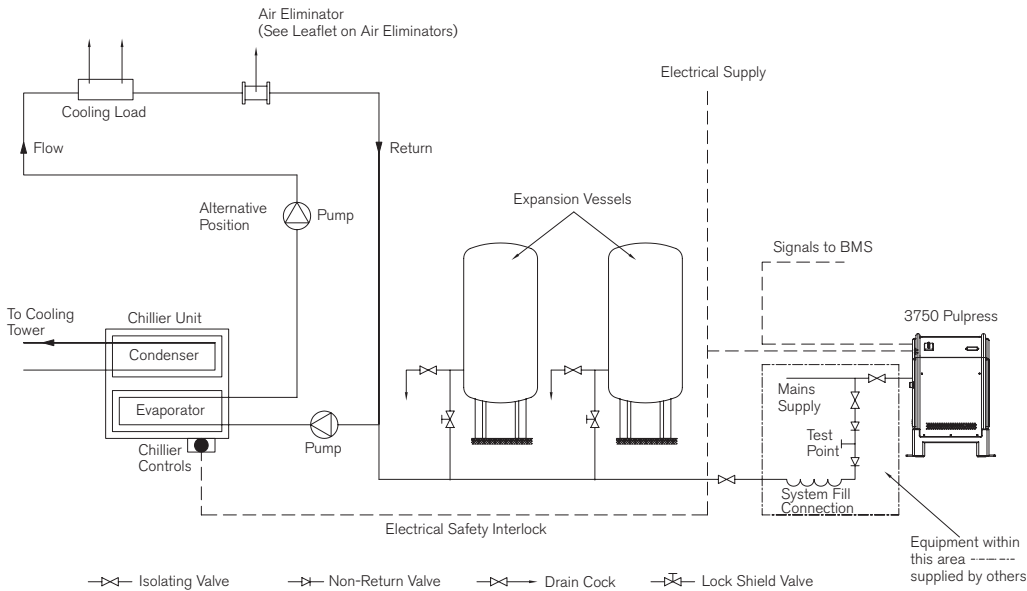 Air Eliminator
(See Leaflet on Air Eliminators)
Electrical Supply
Cooling Load
Flow
Return
Expansion Vessels
Alternative
Position
Pump
Signals to BMS
To Cooling
Tower
Chillier Unit
3750 Pulpress
Condenser
Mains
Supply
Evaporator
Test
Point
Pump
Chillier
Controls
System Fill
Connection
Electrical Safety Interlock
Equipment within
this area
supplied by others
Isolating Valve
Non-Return Valve
Drain Cock
Lock Shield Valve